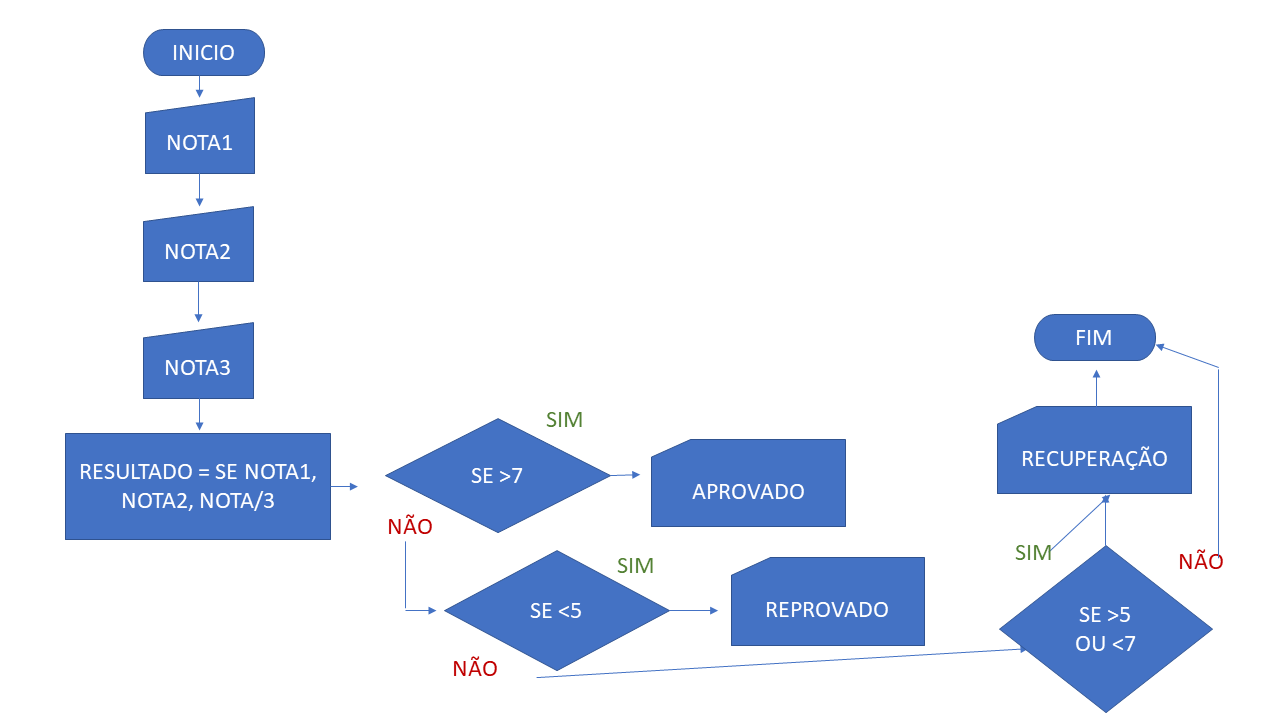 INICIO
NOTA1
NOTA2
NOTA3
RESULTADO = SE NOTA1,
NOTA2, NOTA/3
SE >7
SIM
APROVADO
NÃO
SE <5
SIM
REPROVADO
NÃO
SE >5
OU <7
SIM
RECUPERAÇÃO
NÃO
FIM